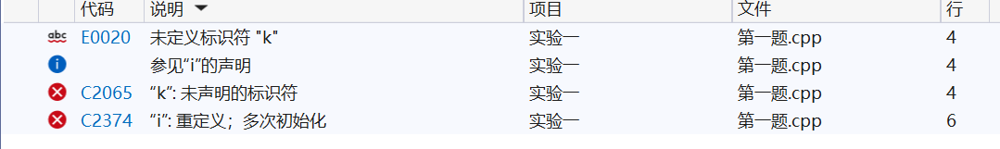 代码 说明 项目 文件 行
abc E0020 未定义标识符 "k" 实验一 第一题.cpp 4
参见“i”的声明 实验一 第一题.cpp 4
C2065 “k”: 未声明的标识符 实验一 第一题.cpp 4
C2374 “i”: 重定义；多次初始化 实验一 第一题.cpp 6